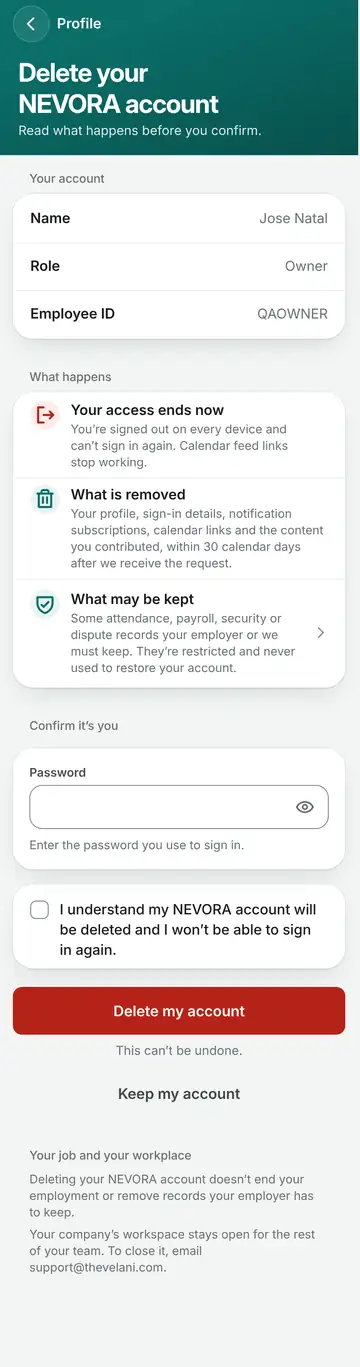 Profile
Delete your
NEVORA account
Read what happens before you confirm.
Your account
Name Jose Natal
Role Owner
Employee ID QAOWNER
What happens
Your access ends now
You’re signed out on every device and
can’t sign in again. Calendar feed links
stop working.
What is removed
Your profile, sign-in details, notification
subscriptions, calendar links and the content
you contributed, within 30 calendar days
after we receive the request.
What may be kept
Some attendance, payroll, security or
dispute records your employer or we
must keep. They’re restricted and never
used to restore your account.
Confirm it’s you
Password
Enter the password you use to sign in.
I understand my NEVORA account will
be deleted and I won’t be able to sign
in again.
Delete my account
This can’t be undone.
Keep my account
Your job and your workplace
Deleting your NEVORA account doesn’t end your
employment or remove records your employer has
to keep.
Your company’s workspace stays open for the rest
of your team. To close it, email
support@thevelani.com.